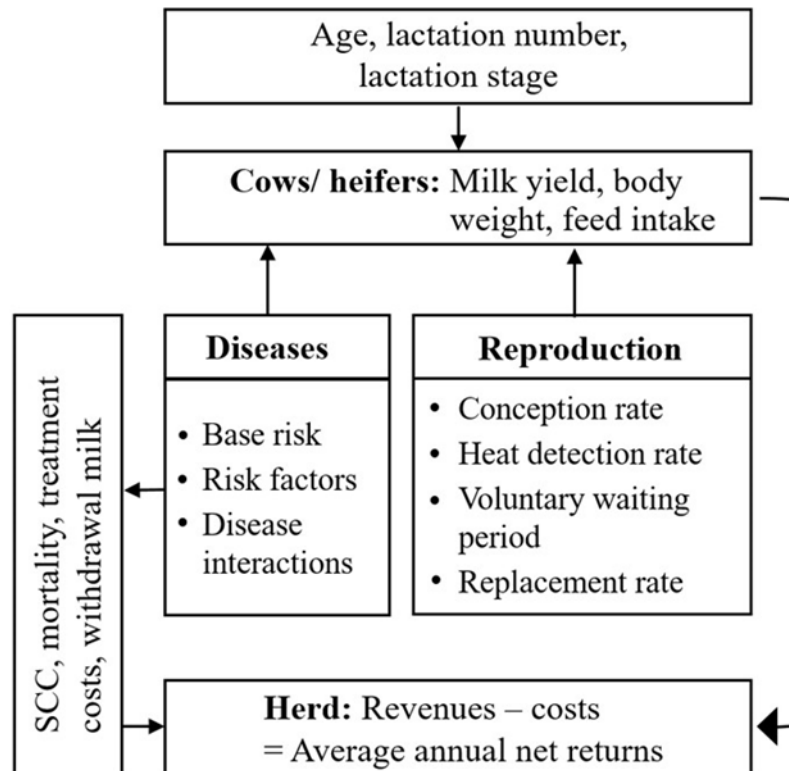 Age, lactation number,
lactation stage
Cows/ heifers: Milk yield, body
weight, feed intake
SCC, mortality, treatment
costs, withdrawal milk
Diseases
• Base risk
• Risk factors
• Disease
interactions
Reproduction
• Conception rate
• Heat detection rate
• Voluntary waiting
period
• Replacement rate
Herd: Revenues – costs
= Average annual net returns